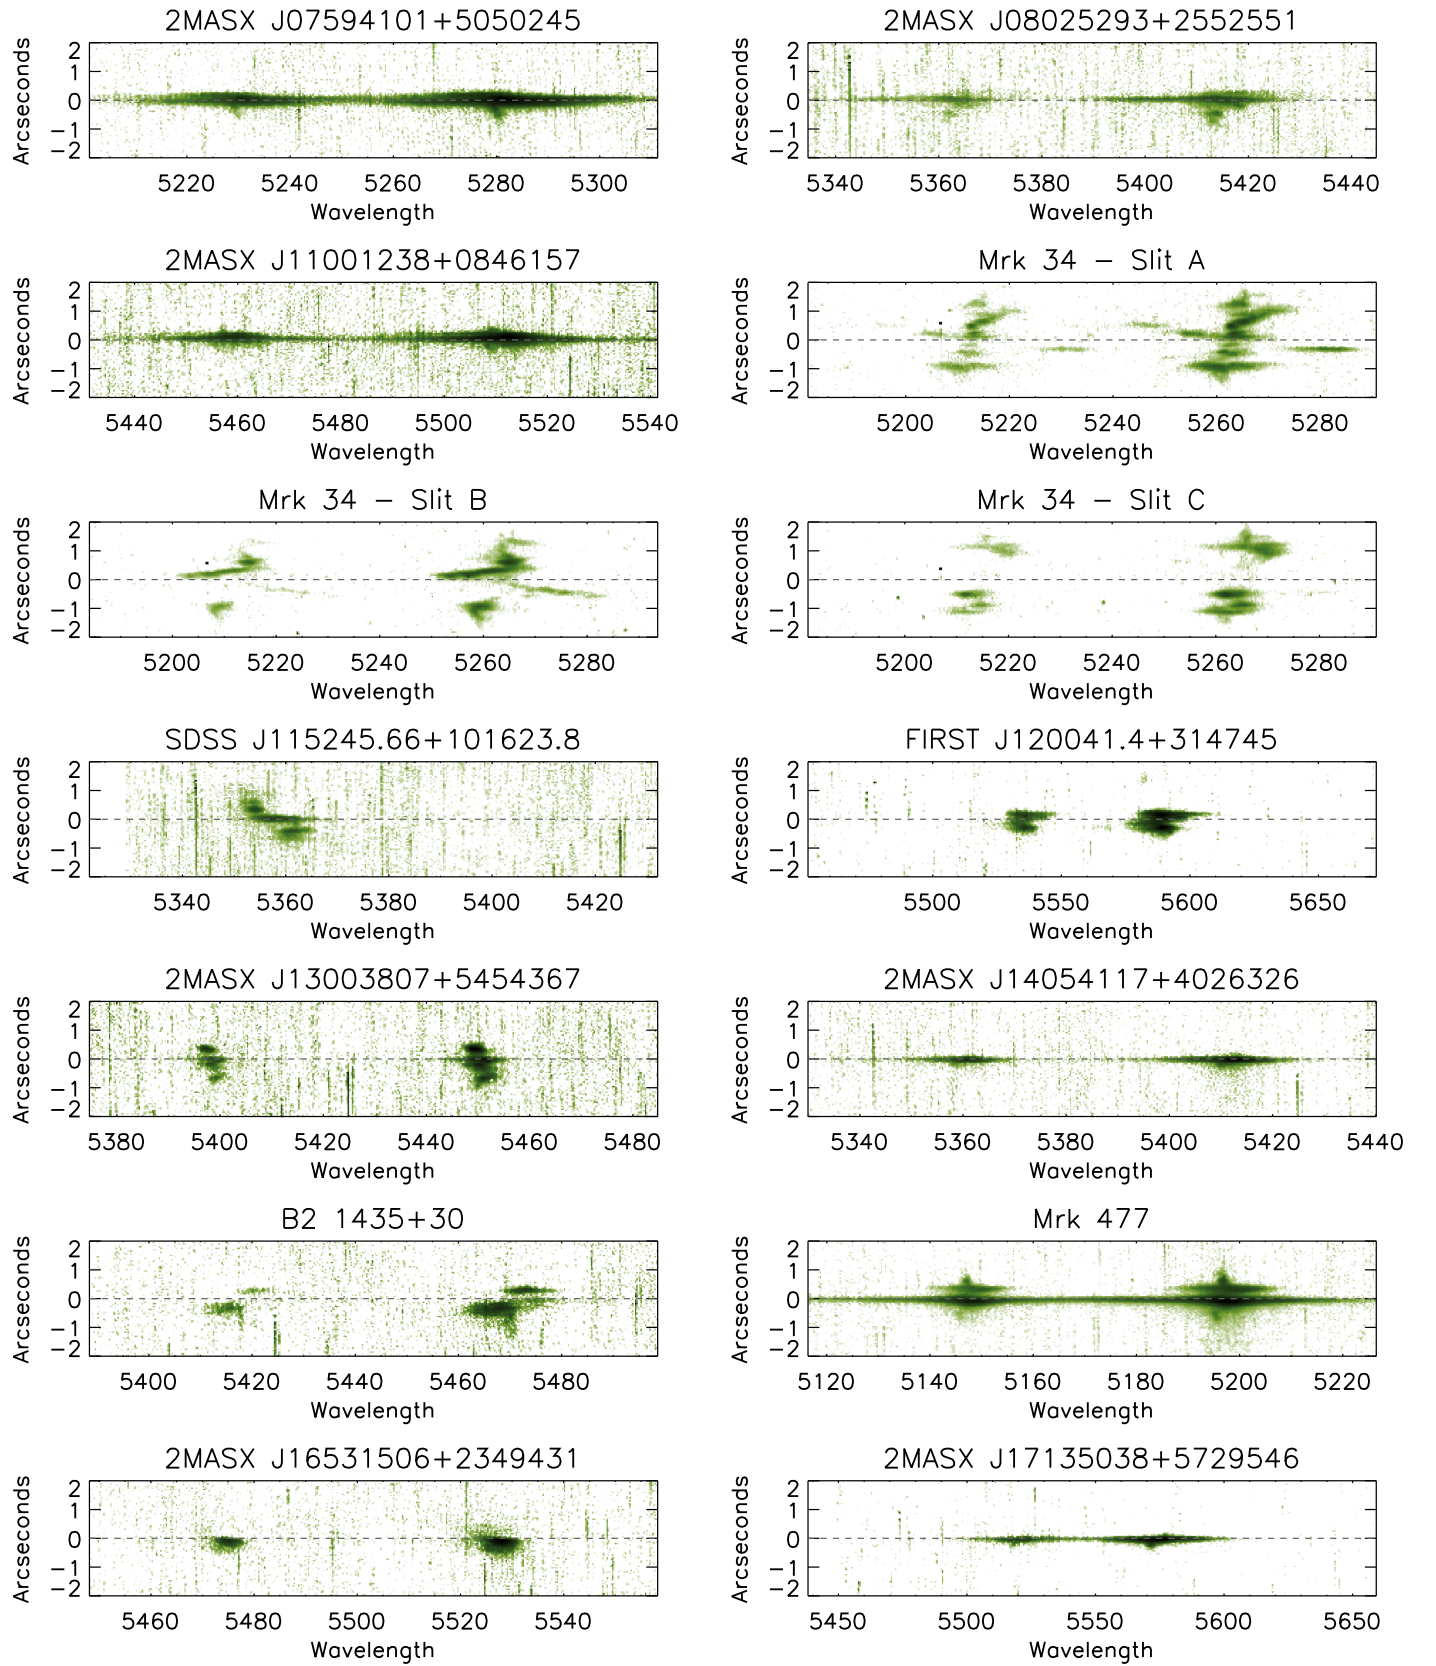 2MASX J07594101+5050245
Arcseconds
2
1
0
−1
−2
5220 5240 5260 5280 5300
Wavelength
2MASX J08025293+2552551
Arcseconds
2
1
0
−1
−2
5340 5360 5380 5400 5420 5440
Wavelength
2MASX J11001238+0846157
Arcseconds
2
1
0
−1
−2
5440 5460 5480 5500 5520 5540
Wavelength
Mrk 34 − Slit A
Arcseconds
2
1
0
−1
−2
5200 5220 5240 5260 5280
Wavelength
Mrk 34 − Slit B
Arcseconds
2
1
0
−1
−2
5200 5220 5240 5260 5280
Wavelength
Mrk 34 − Slit C
Arcseconds
2
1
0
−1
−2
5200 5220 5240 5260 5280
Wavelength
SDSS J115245.66+101623.8
Arcseconds
2
1
0
−1
−2
5340 5360 5380 5400 5420
Wavelength
FIRST J120041.4+314745
Arcseconds
2
1
0
−1
−2
5500 5550 5600 5650
Wavelength
2MASX J13003807+5454367
Arcseconds
2
1
0
−1
−2
5380 5400 5420 5440 5460 5480
Wavelength
2MASX J14054117+4026326
Arcseconds
2
1
0
−1
−2
5340 5360 5380 5400 5420 5440
Wavelength
B2 1435+30
Arcseconds
2
1
0
−1
−2
5400 5420 5440 5460 5480
Wavelength
Mrk 477
Arcseconds
2
1
0
−1
−2
5120 5140 5160 5180 5200 5220
Wavelength
2MASX J16531506+2349431
Arcseconds
2
1
0
−1
−2
5460 5480 5500 5520 5540
Wavelength
2MASX J17135038+5729546
Arcseconds
2
1
0
−1
−2
5450 5500 5550 5600 5650
Wavelength